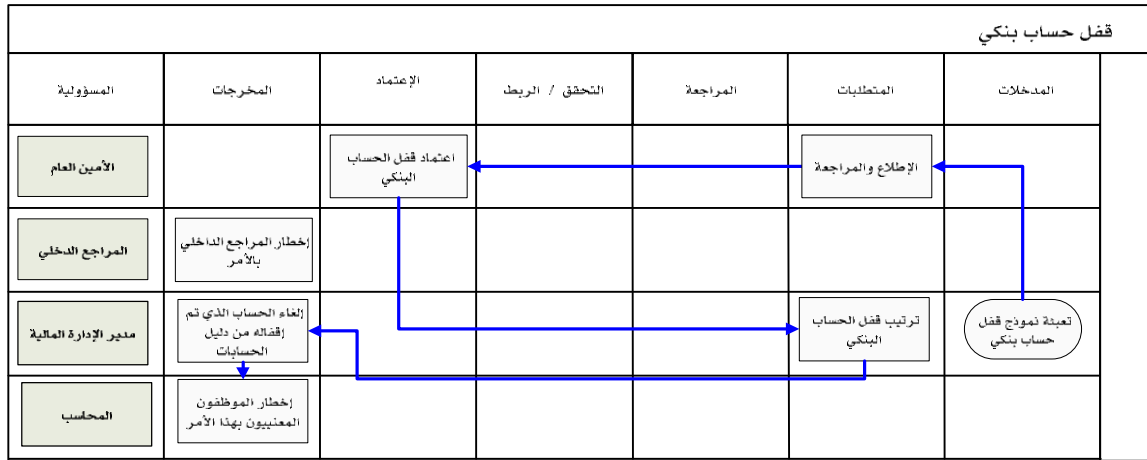 قفل حساب بنكي
المدخلات
المتطلبات
المراجعة
التحقق / الربط
الإعتماد
المخرجات
المسؤولية
الإطلاع والمراجعة
اعتماد قفل الحساب
البنكي
الأمين العام
إخطار المراجع الداخلي
بالأمر
المراجع الدخلي
تعبئة نموذج قفل
حساب بنكي
ترتيب قفل الحساب
البنكي
إلغاء الحساب الذي تم
إقفاله من دليل
الحسابات
مدير الإدارة المالية
إخطار الموظفون
المعنييون بهذا الأمر
المحاسب